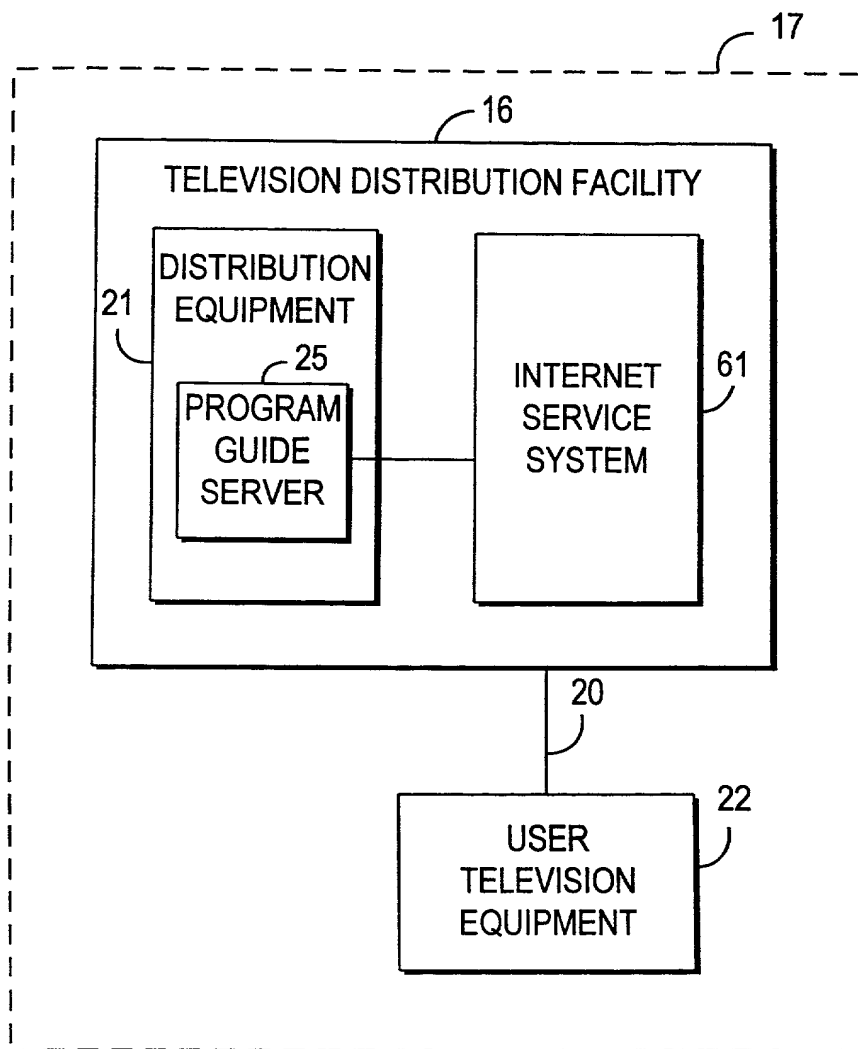 17
16
TELEVISION DISTRIBUTION FACILITY
DISTRIBUTION
EQUIPMENT
21
25
PROGRAM
GUIDE
SERVER
INTERNET
SERVICE
SYSTEM
61
20
22
USER
TELEVISION
EQUIPMENT